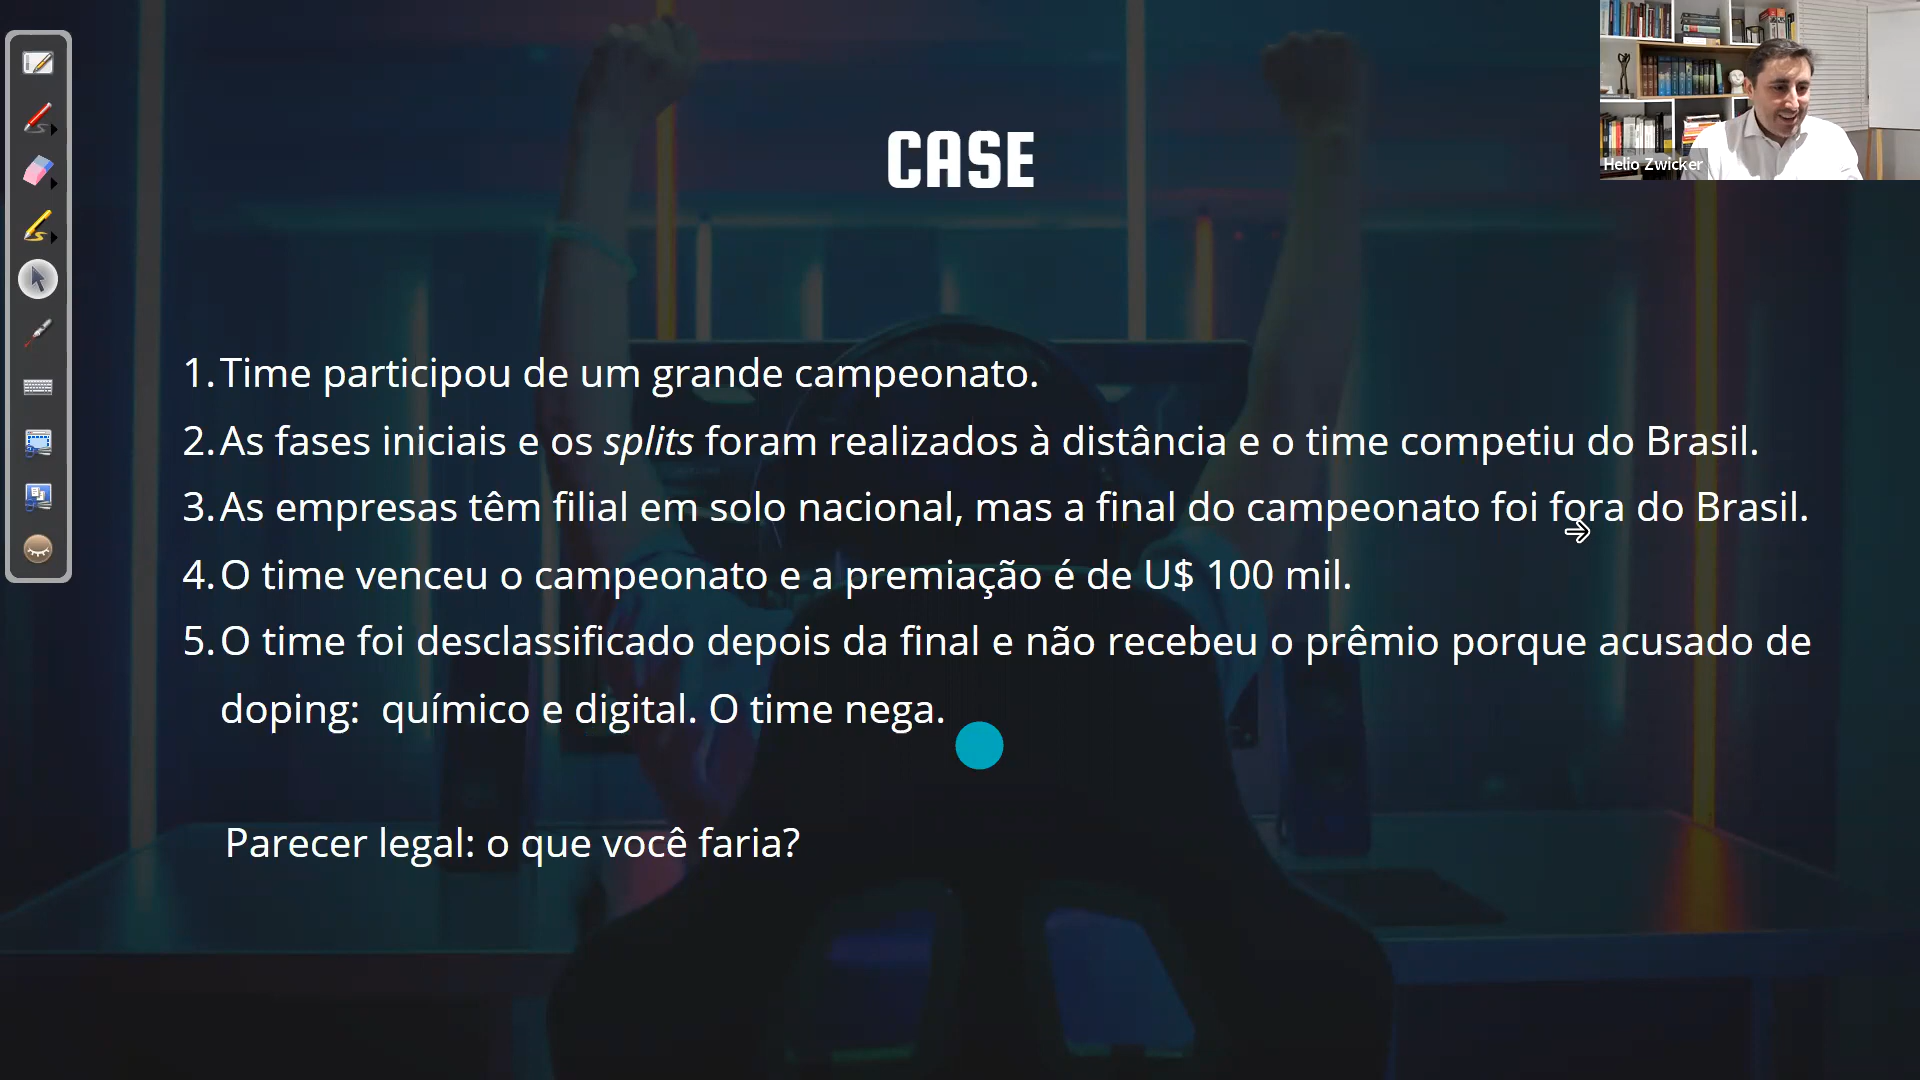 CASE
Helio Zwicker
1. Time participou de um grande campeonato.
2. As fases iniciais e os splits foram realizados à distância e o time competiu do Brasil.
3. As empresas têm filial em solo nacional, mas a final do campeonato foi fora do Brasil.
4. O time venceu o campeonato e a premiação é de U$ 100 mil.
5. O time foi desclassificado depois da final e não recebeu o prêmio porque acusado de
doping:  químico e digital. O time nega.
Parecer legal: o que você faria?